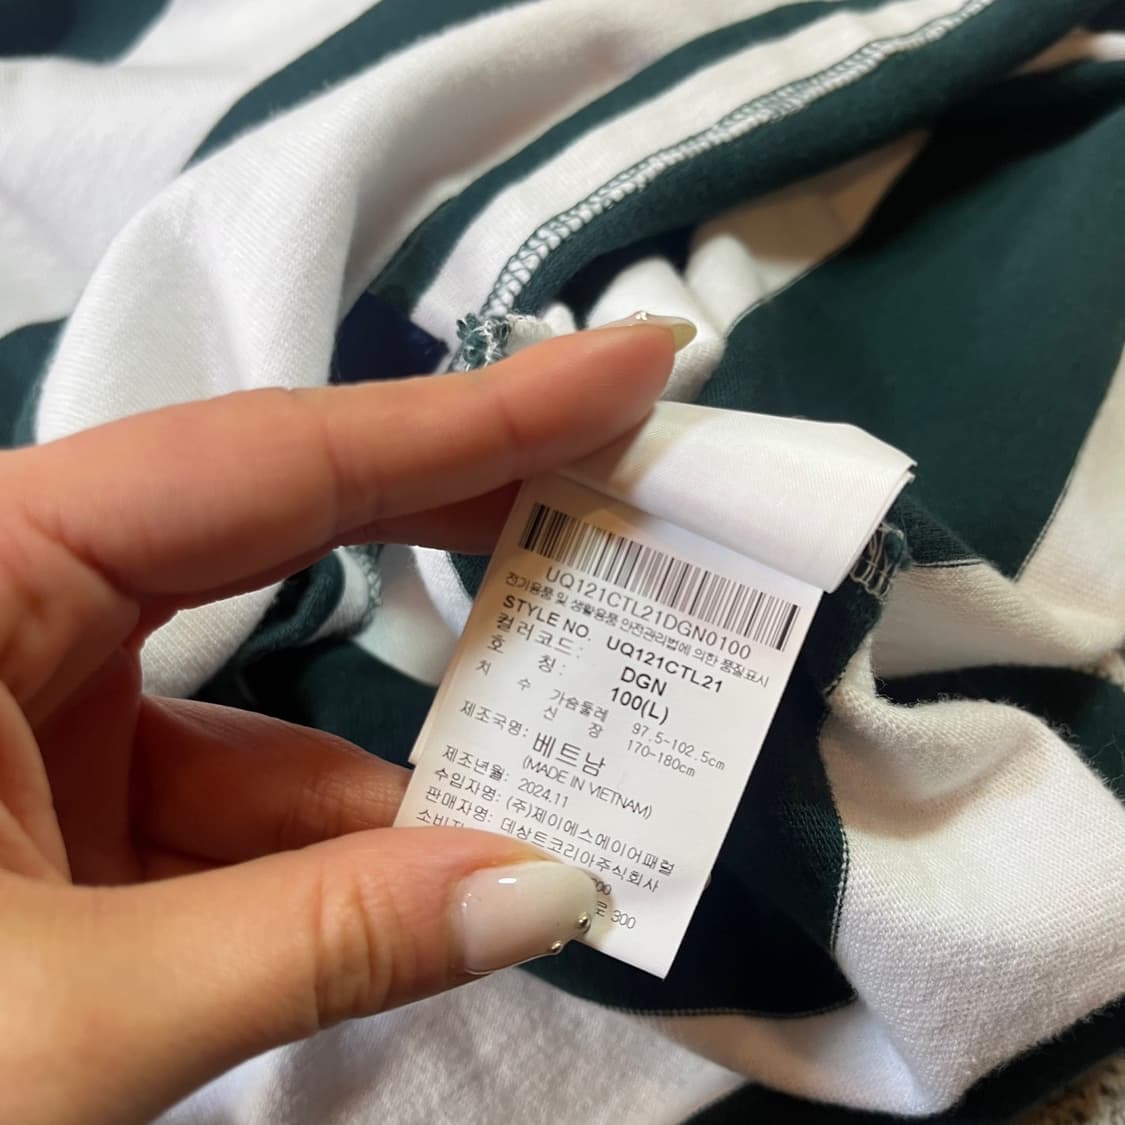 UQ121CTL21DGN0100
전기용품 및 생활용품 안전관리법에 의한 품질표시
STYLE NO. UQ121CTL21
컬러코드: DGN
호 칭: 100(L)
치 수 가슴둘레 97.5-102.5cm
신 장 170-180cm
제조국명: 베트남
(MADE IN VIETNAM)
제조년월: 2024.11
수입자명: (주)제이에스에이어패럴
판매자명: 데상트코리아주식회사
소비자
300